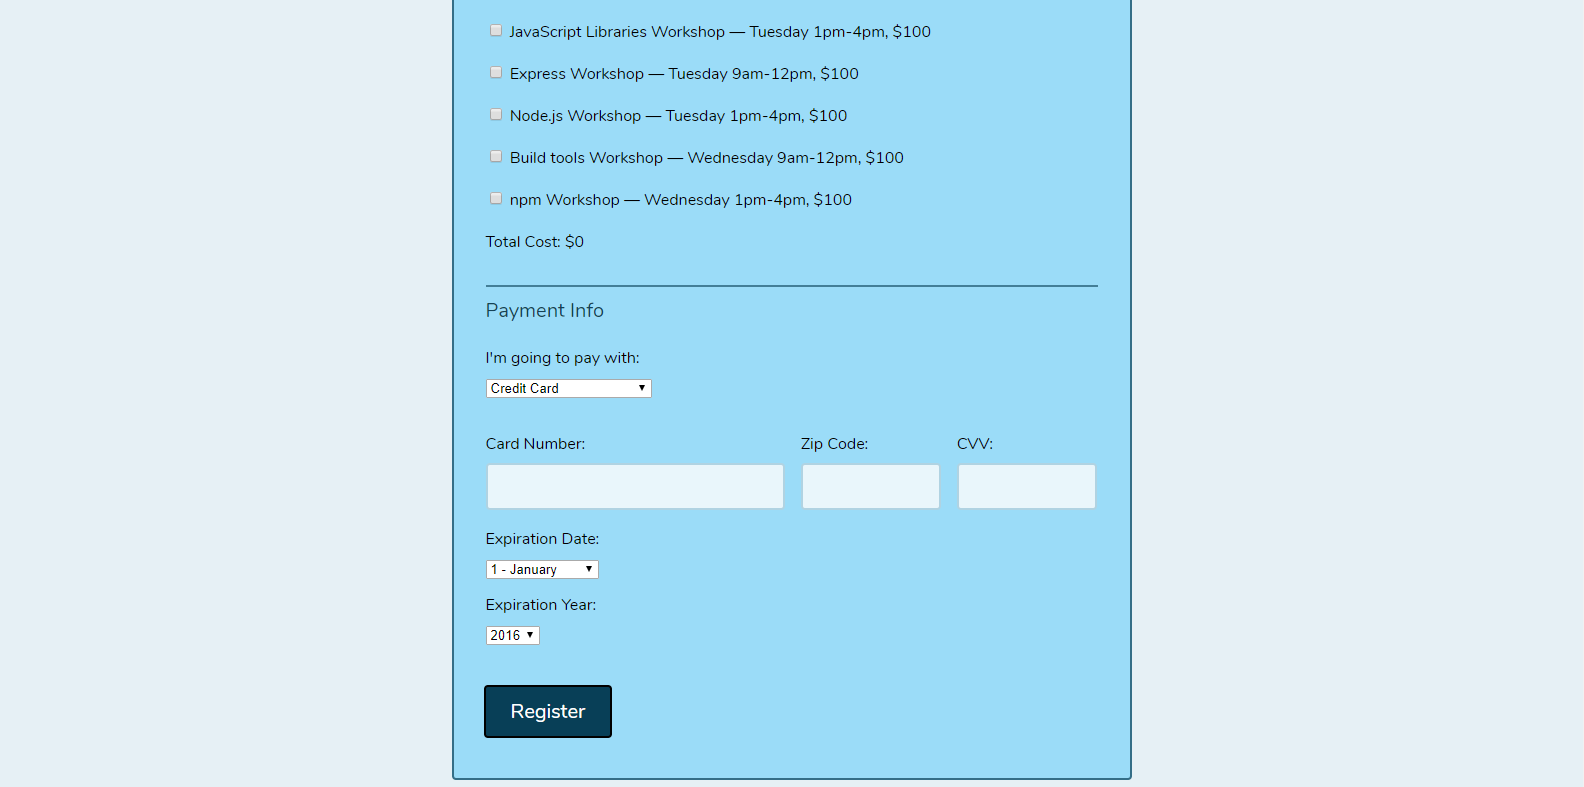 JavaScript Libraries Workshop — Tuesday 1pm-4pm, $100
Express Workshop — Tuesday 9am-12pm, $100
Node.js Workshop — Tuesday 1pm-4pm, $100
Build tools Workshop — Wednesday 9am-12pm, $100
npm Workshop — Wednesday 1pm-4pm, $100
Total Cost: $0
Payment Info
I'm going to pay with:
Credit Card
Card Number: Zip Code: CVV:
Expiration Date:
1 - January
Expiration Year:
2016
Register